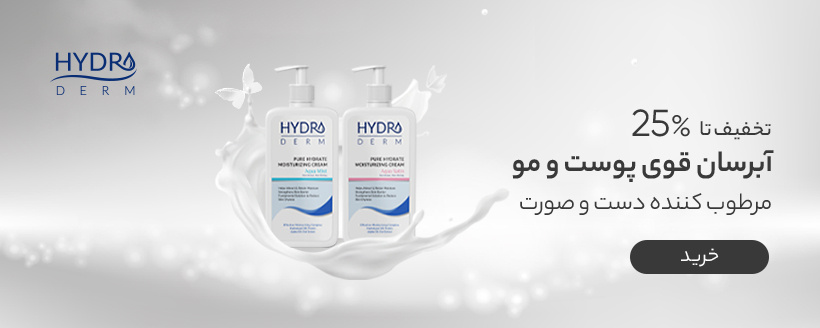 HYDRO
DERM
تخفیف تا 25%
آبرسان قوی پوست و مو
مرطوب کننده دست و صورت
خرید
HYDRO
DERM
PURE HYDRATE
MOISTURIZING CREAM
HYDRO
DERM
PURE HYDRATE
MOISTURIZING CREAM